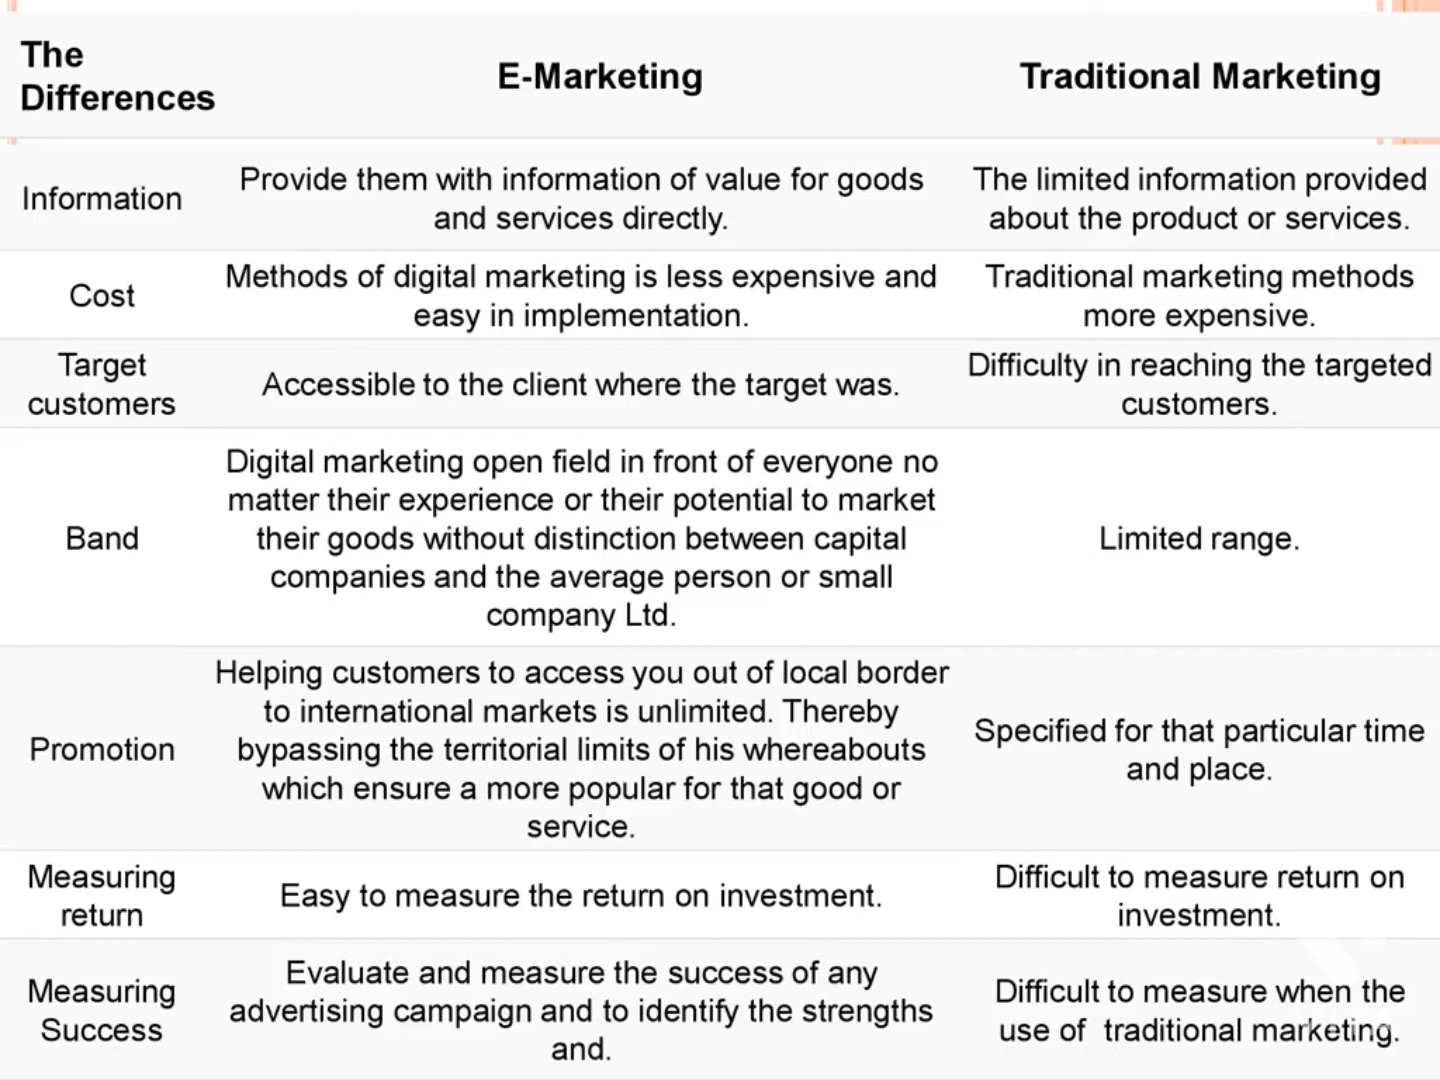 The
Differences
E-Marketing
Traditional Marketing
Information
Provide them with information of value for goods
and services directly.
The limited information provided
about the product or services.
Cost
Methods of digital marketing is less expensive and
easy in implementation.
Traditional marketing methods
more expensive.
Target
customers
Accessible to the client where the target was.
Difficulty in reaching the targeted
customers.
Band
Digital marketing open field in front of everyone no
matter their experience or their potential to market
their goods without distinction between capital
companies and the average person or small
company Ltd.
Limited range.
Promotion
Helping customers to access you out of local border
to international markets is unlimited. Thereby
bypassing the territorial limits of his whereabouts
which ensure a more popular for that good or
service.
Specified for that particular time
and place.
Measuring
return
Easy to measure the return on investment.
Difficult to measure return on
investment.
Measuring
Success
Evaluate and measure the success of any
advertising campaign and to identify the strengths
and.
Difficult to measure when the
use of  traditional marketing.